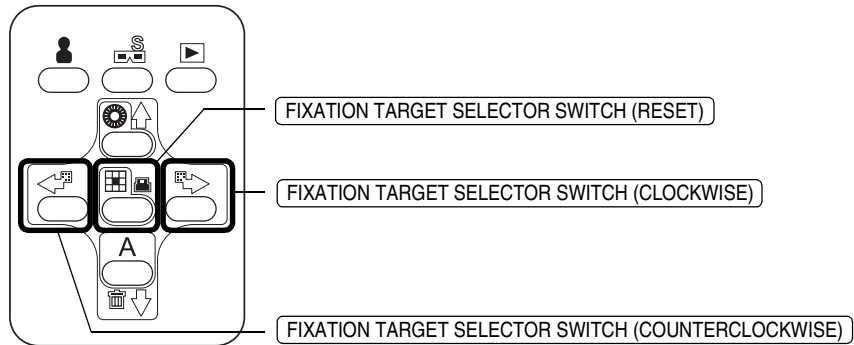 S
FIXATION TARGET SELECTOR SWITCH (RESET)
FIXATION TARGET SELECTOR SWITCH (CLOCKWISE)
A
FIXATION TARGET SELECTOR SWITCH (COUNTERCLOCKWISE)